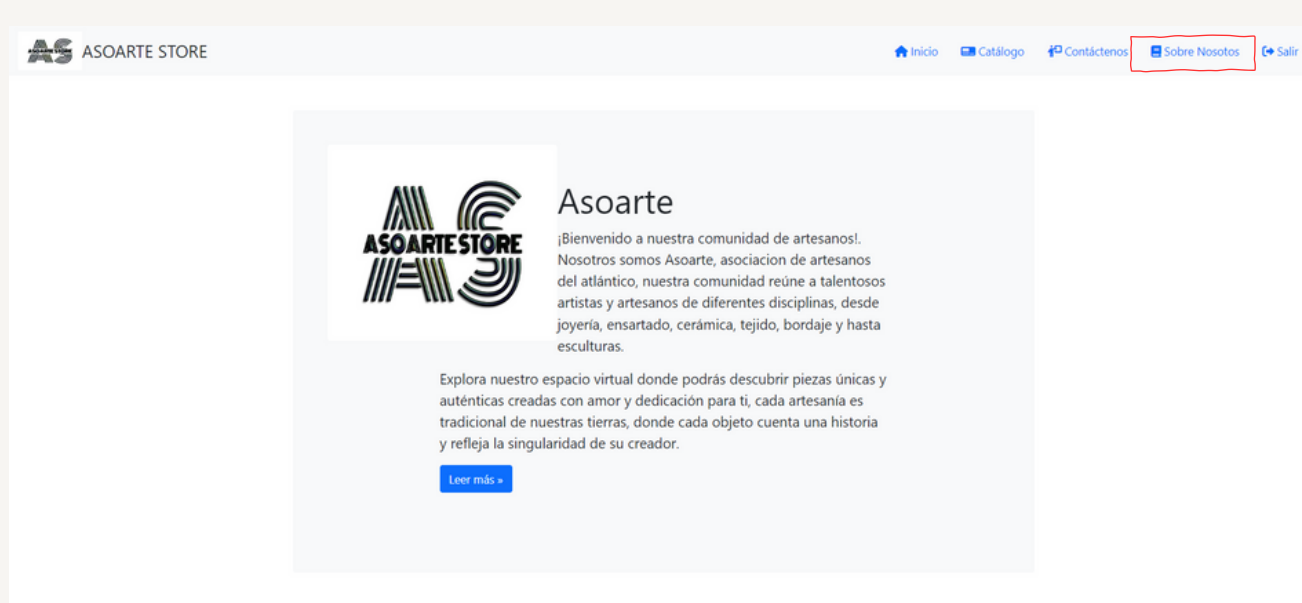 ASOARTE STORE
ASOARTE STORE
Inicio
Catálogo
Contáctenos
Sobre Nosotos
Salir
ASOARTE STORE
Asoarte
¡Bienvenido a nuestra comunidad de artesanos!.
Nosotros somos Asoarte, asociacion de artesanos
del atlántico, nuestra comunidad reúne a talentosos
artistas y artesanos de diferentes disciplinas, desde
joyería, ensartado, cerámica, tejido, bordaje y hasta
esculturas.
Explora nuestro espacio virtual donde podrás descubrir piezas únicas y
auténticas creadas con amor y dedicación para ti, cada artesanía es
tradicional de nuestras tierras, donde cada objeto cuenta una historia
y refleja la singularidad de su creador.
Leer más »